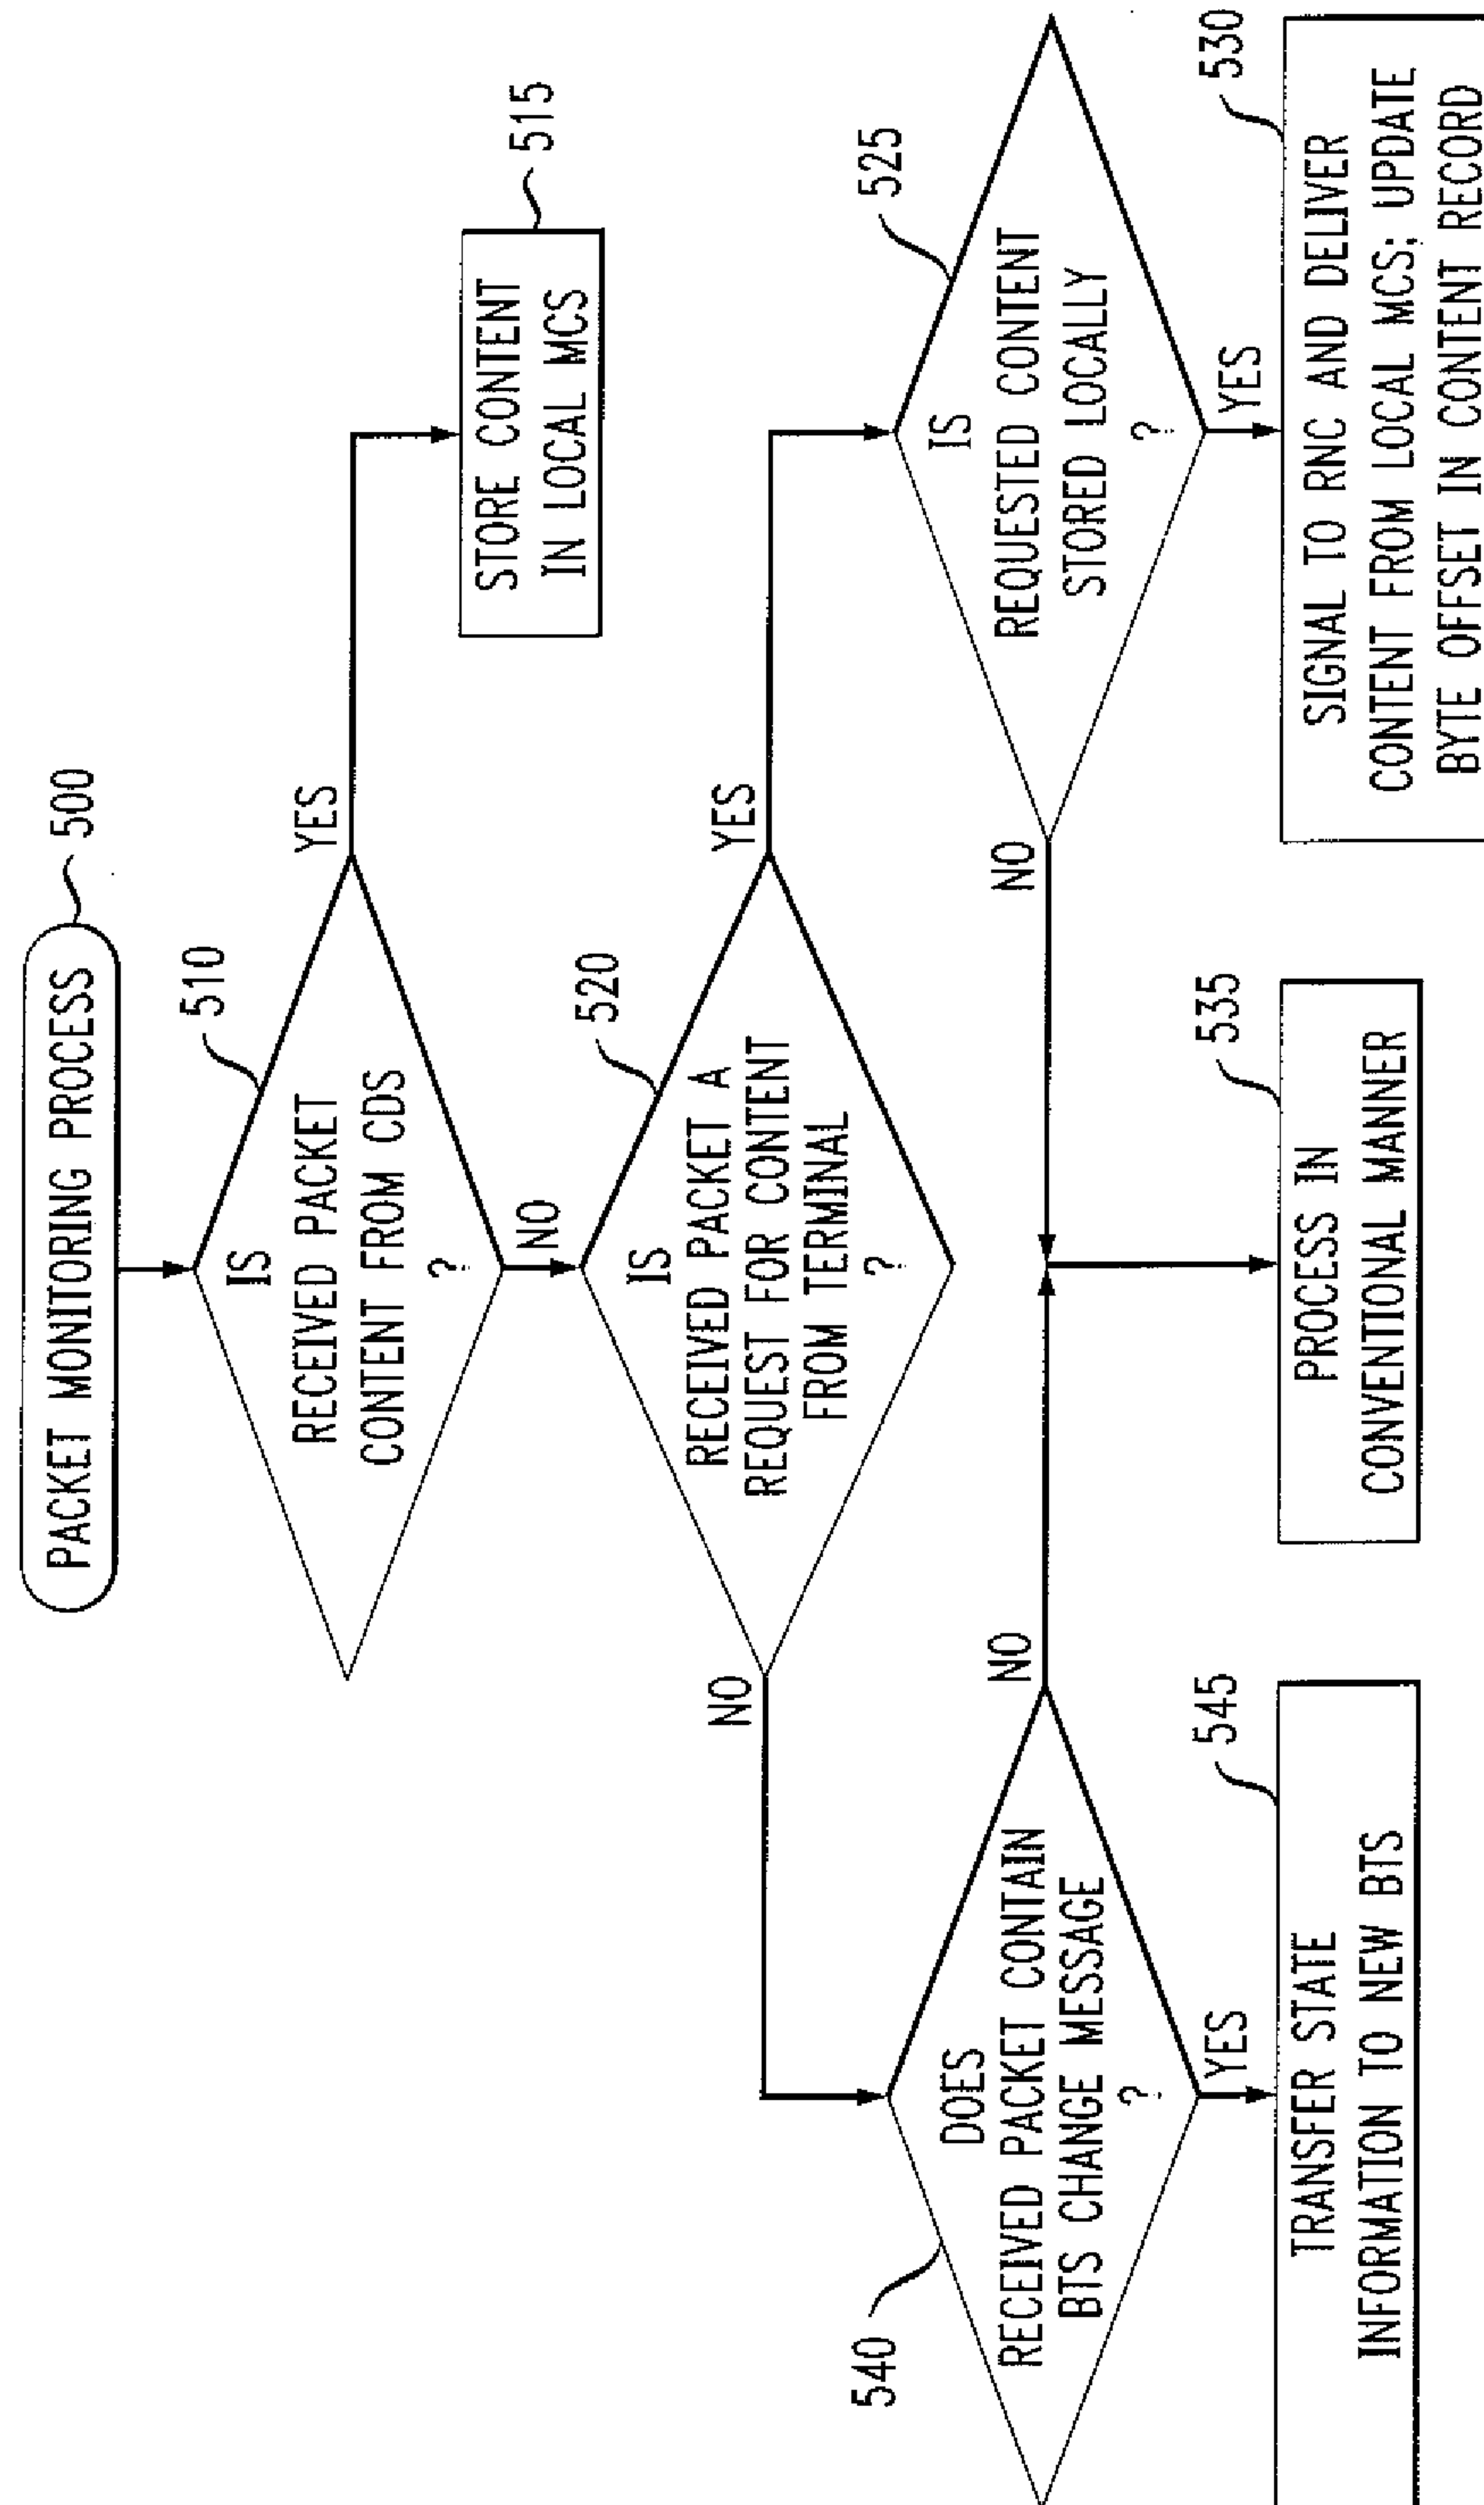 PACKET MONITORING PROCESS
500
510
IS
RECEIVED PACKET
CONTENT FROM CDS
?
YES
NO
STORE CONTENT
IN LOCAL MCS
515
520
IS
RECEIVED PACKET A
REQUEST FOR CONTENT
FROM TERMINAL
?
NO
YES
540
DOES
RECEIVED PACKET CONTAIN
BTS CHANGE MESSAGE
?
NO
YES
525
IS
REQUESTED CONTENT
STORED LOCALLY
?
NO
YES
545
TRANSFER STATE
INFORMATION TO NEW BTS
535
PROCESS IN
CONVENTIONAL MANNER
530
SIGNAL TO RNC AND DELIVER
CONTENT FROM LOCAL MCS; UPDATE
BYTE OFFSET IN CONTENT RECORD